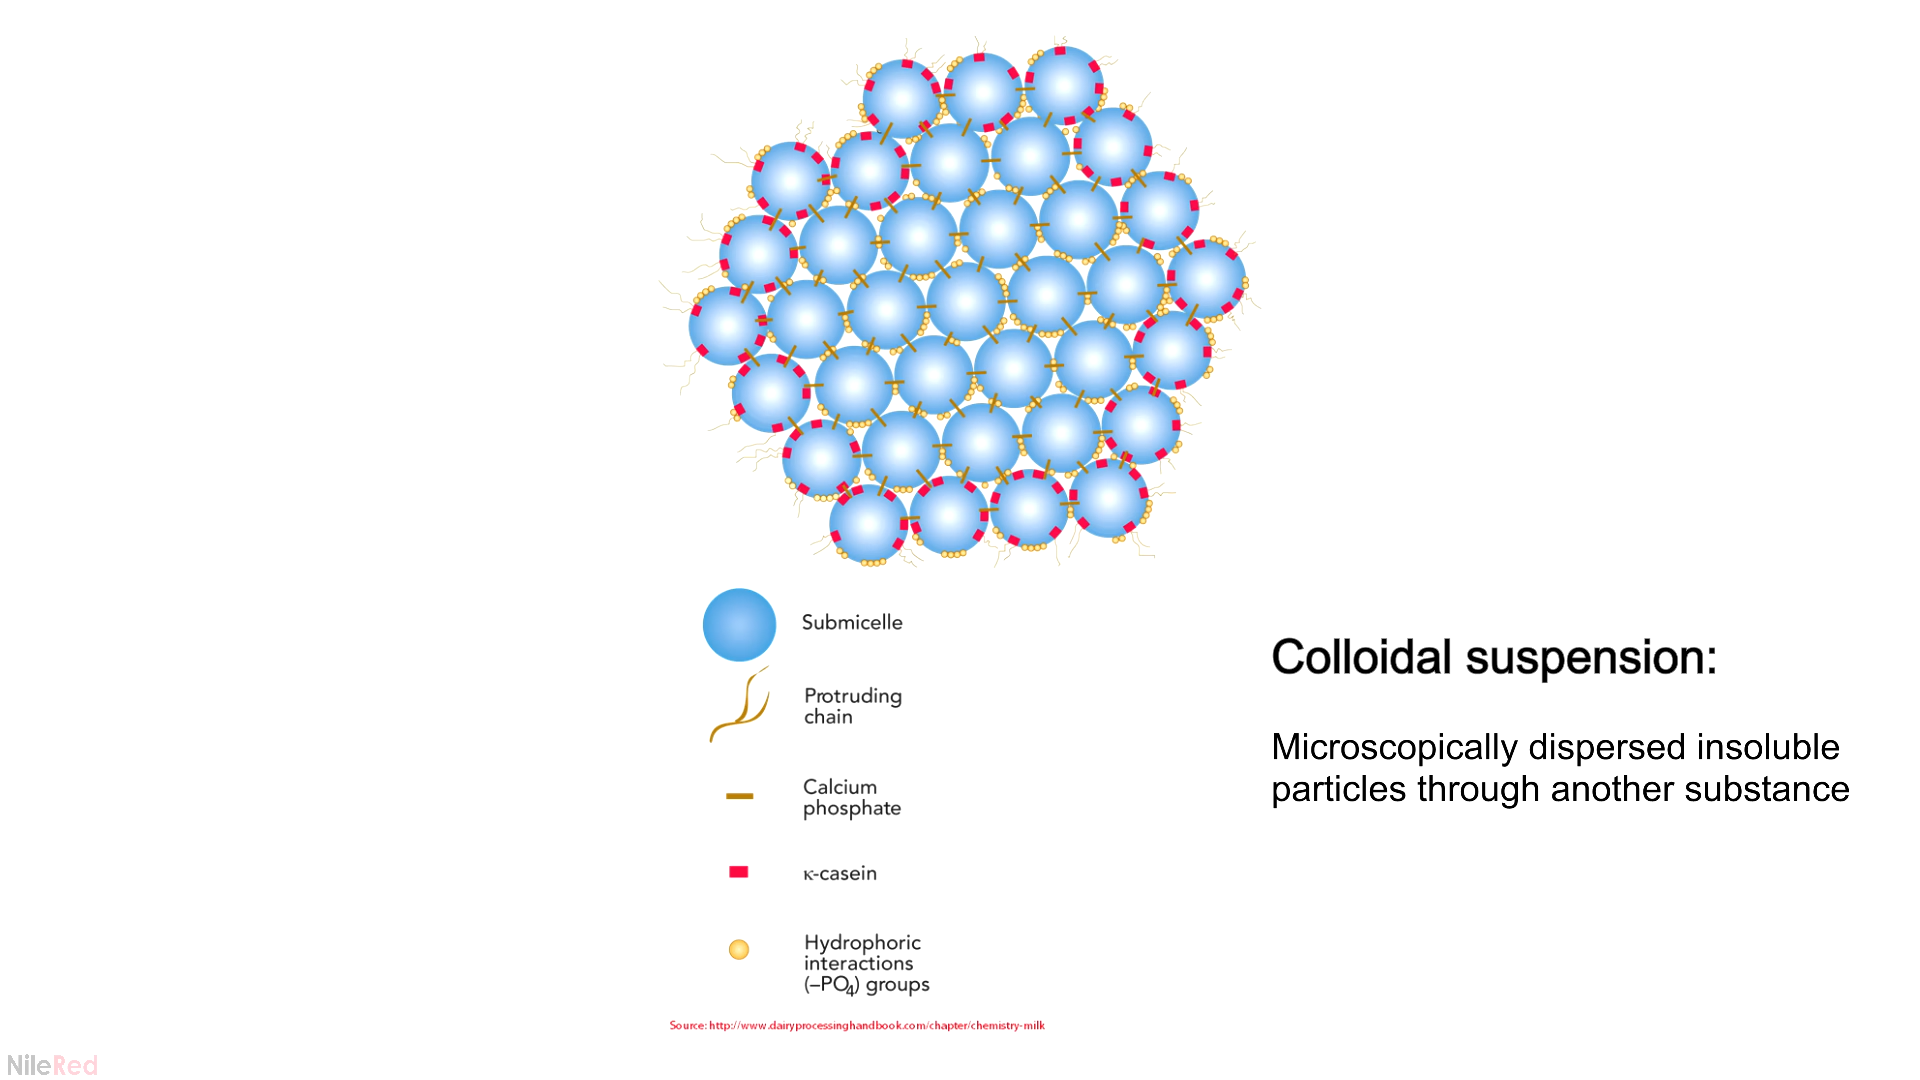 Submicelle
Protruding
chain
Calcium
phosphate
κ-casein
Hydrophoric
interactions
(–PO4) groups
Source: http://www.dairyprocessinghandbook.com/chapter/chemistry-milk
Colloidal suspension:
Microscopically dispersed insoluble
particles through another substance
NileRed